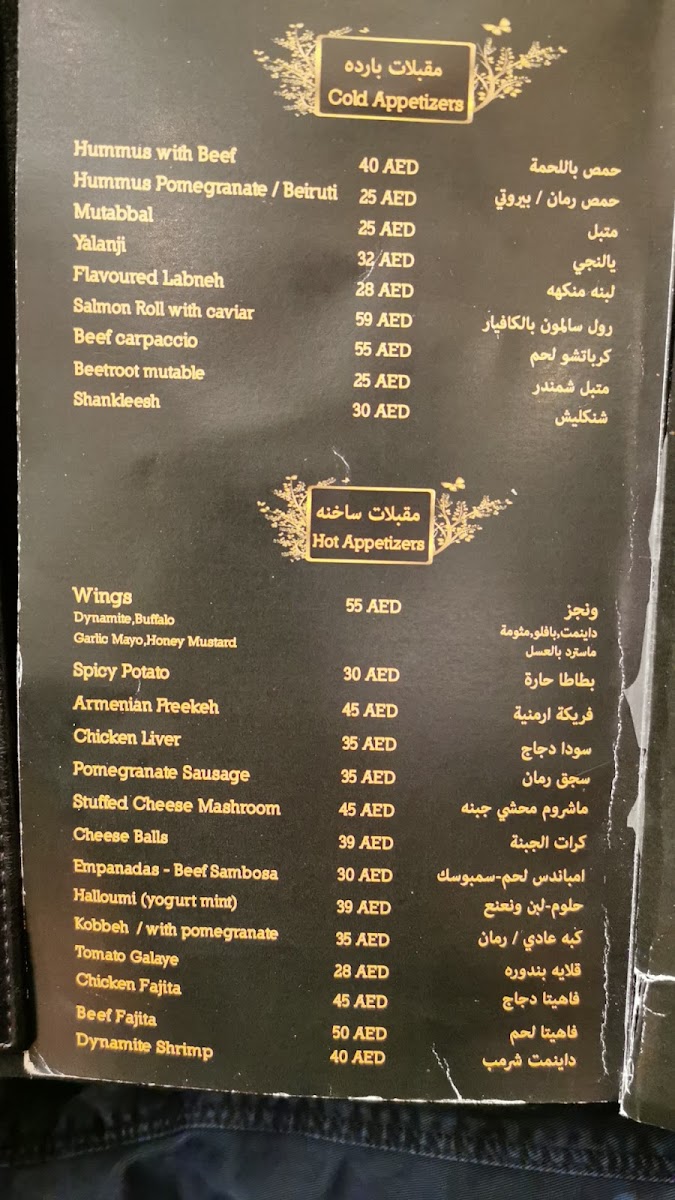 مقبلات بارده
Cold Appetizers
Hummus with Beef 40 AED حمص باللحمة
Hummus Pomegranate / Beiruti 25 AED حمص رمان / بيروتي
Mutabbal 25 AED متبل
Yalanji 32 AED يالنجي
Flavoured Labneh 28 AED لبنه منكهه
Salmon Roll with caviar 59 AED رول سالمون بالكافيار
Beef carpaccio 55 AED كرباتشو لحم
Beetroot mutable 25 AED متبل شمندر
Shankleesh 30 AED شنكليش
مقبلات ساخنه
Hot Appetizers
Wings 55 AED ونجز
Dynamite,Buffalo داينمت,بافلو,مثومة
Garlic Mayo,Honey Mustard ماسترد بالعسل
Spicy Potato 30 AED بطاطا حارة
Armenian Freekeh 45 AED فريكة ارمنية
Chicken Liver 35 AED سودا دجاج
Pomegranate Sausage 35 AED سجق رمان
Stuffed Cheese Mashroom 45 AED ماشروم محشي جبنه
Cheese Balls 39 AED كرات الجبنة
Empanadas - Beef Sambosa 30 AED امباندس لحم-سمبوسك
Halloumi (yogurt mint) 39 AED حلوم-لبن ونعنع
Kobbeh / with pomegranate 35 AED كبه عادي / رمان
Tomato Galaye 28 AED قلايه بندوره
Chicken Fajita 45 AED فاهيتا دجاج
Beef Fajita 50 AED فاهيتا لحم
Dynamite Shrimp 40 AED داينمت شرمب